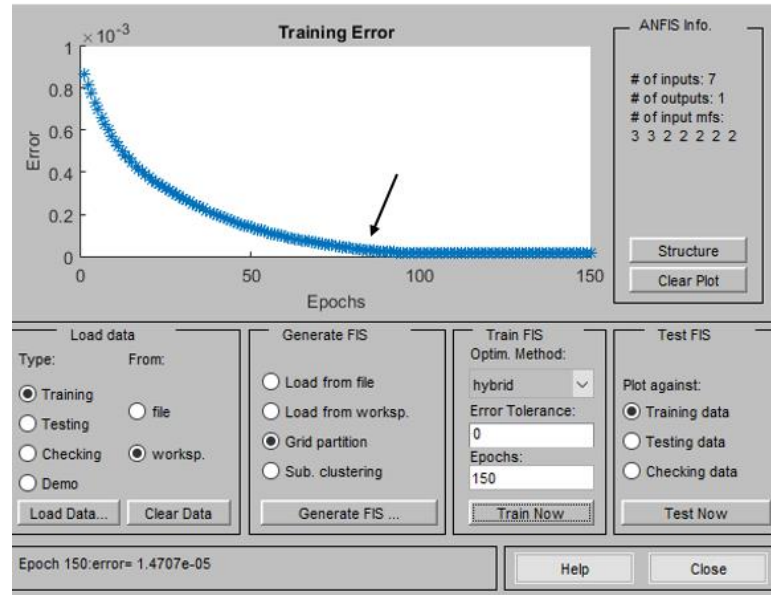 Training Error
×10-3
1
0.8
0.6
0.4
0.2
0
Error
0
50
100
150
Epochs
ANFIS Info.
# of inputs: 7
# of outputs: 1
# of input mfs:
3 3 2 2 2 2 2
Structure
Clear Plot
Load data
Type:
From:
Training
Testing
Checking
Demo
file
worksp.
Load Data...
Clear Data
Generate FIS
Load from file
Load from worksp.
Grid partition
Sub. clustering
Generate FIS ...
Train FIS
Optim. Method:
hybrid
Error Tolerance:
0
Epochs:
150
Train Now
Test FIS
Plot against:
Training data
Testing data
Checking data
Test Now
Epoch 150:error= 1.4707e-05
Help
Close